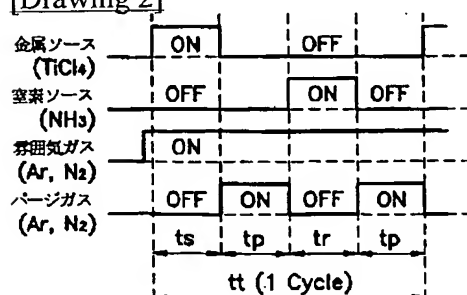 [Drawing 2]
金属ソース ON OFF
(TiCl4)
窒素ソース OFF ON OFF
(NH3)
雰囲気ガス ON
(Ar, N2)
パージガス OFF ON OFF ON
(Ar, N2)
ts tp tr tp
tt (1 Cycle)